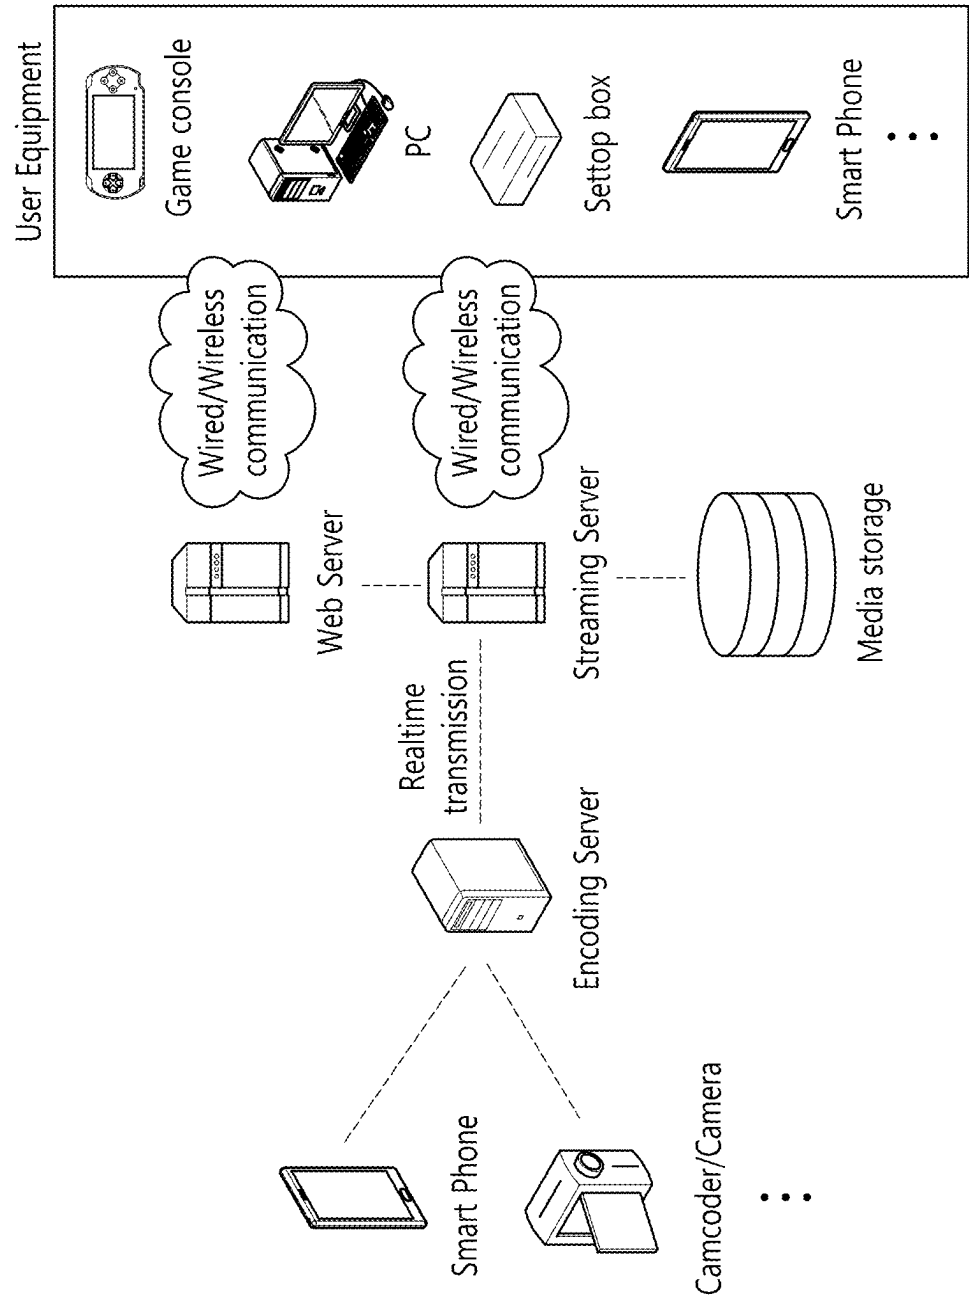 User Equipment
Game console
PC
Settop box
Smart Phone
Wired/Wireless
communication
Wired/Wireless
communication
Web Server
Streaming Server
Media storage
Realtime
transmission
Encoding Server
Smart Phone
Camcoder/Camera